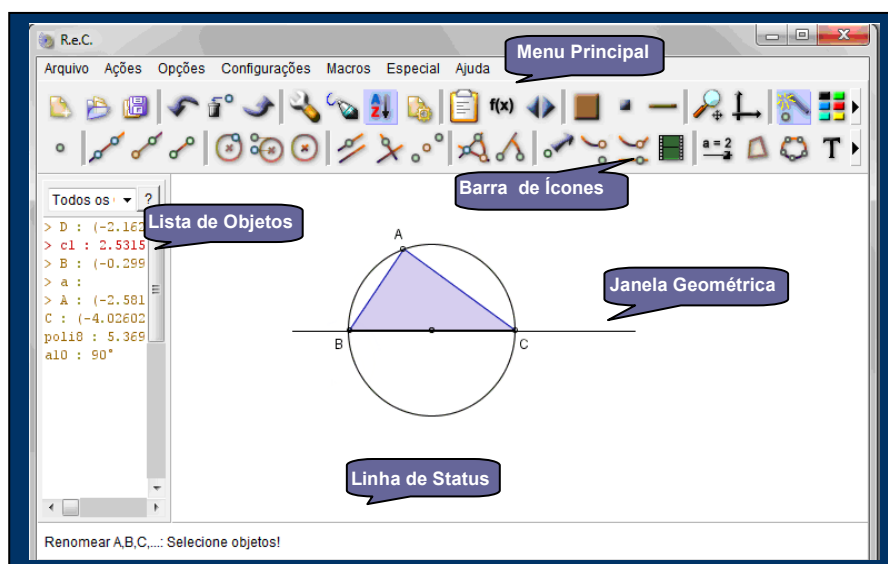 R.e.C.
Menu Principal
Arquivo Ações Opções Configurações Macros Especial Ajuda
f(x)
a = 2
T
Barra de Ícones
Todos os
?
Lista de Objetos
> D : (-2.162
> c1 : 2.5315
> B : (-0.299
> a :
> A : (-2.581
C : (-4.02602
poli8 : 5.369
a10 : 90°
A
Janela Geométrica
B
C
Linha de Status
Renomear A,B,C,...: Selecione objetos!